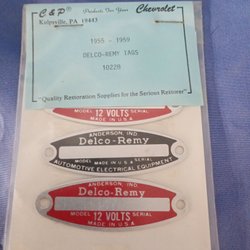 C & P Products For Your Chevrolet
Kulpsville, PA 19443
1955 - 1959
DELCO-REMY TAGS
10228
"Quality Restoration Supplies for the Serious Restorer"
MODEL 12 VOLTS SERIAL
MADE IN U.S.A
ANDERSON, IND.
Delco-Remy
MODEL MADE IN U.S.A. SERIAL
AUTOMOTIVE ELECTRICAL EQUIPMENT
ANDERSON, IND.
Delco-Remy
MODEL 12 VOLTS SERIAL
MADE IN U.S.A